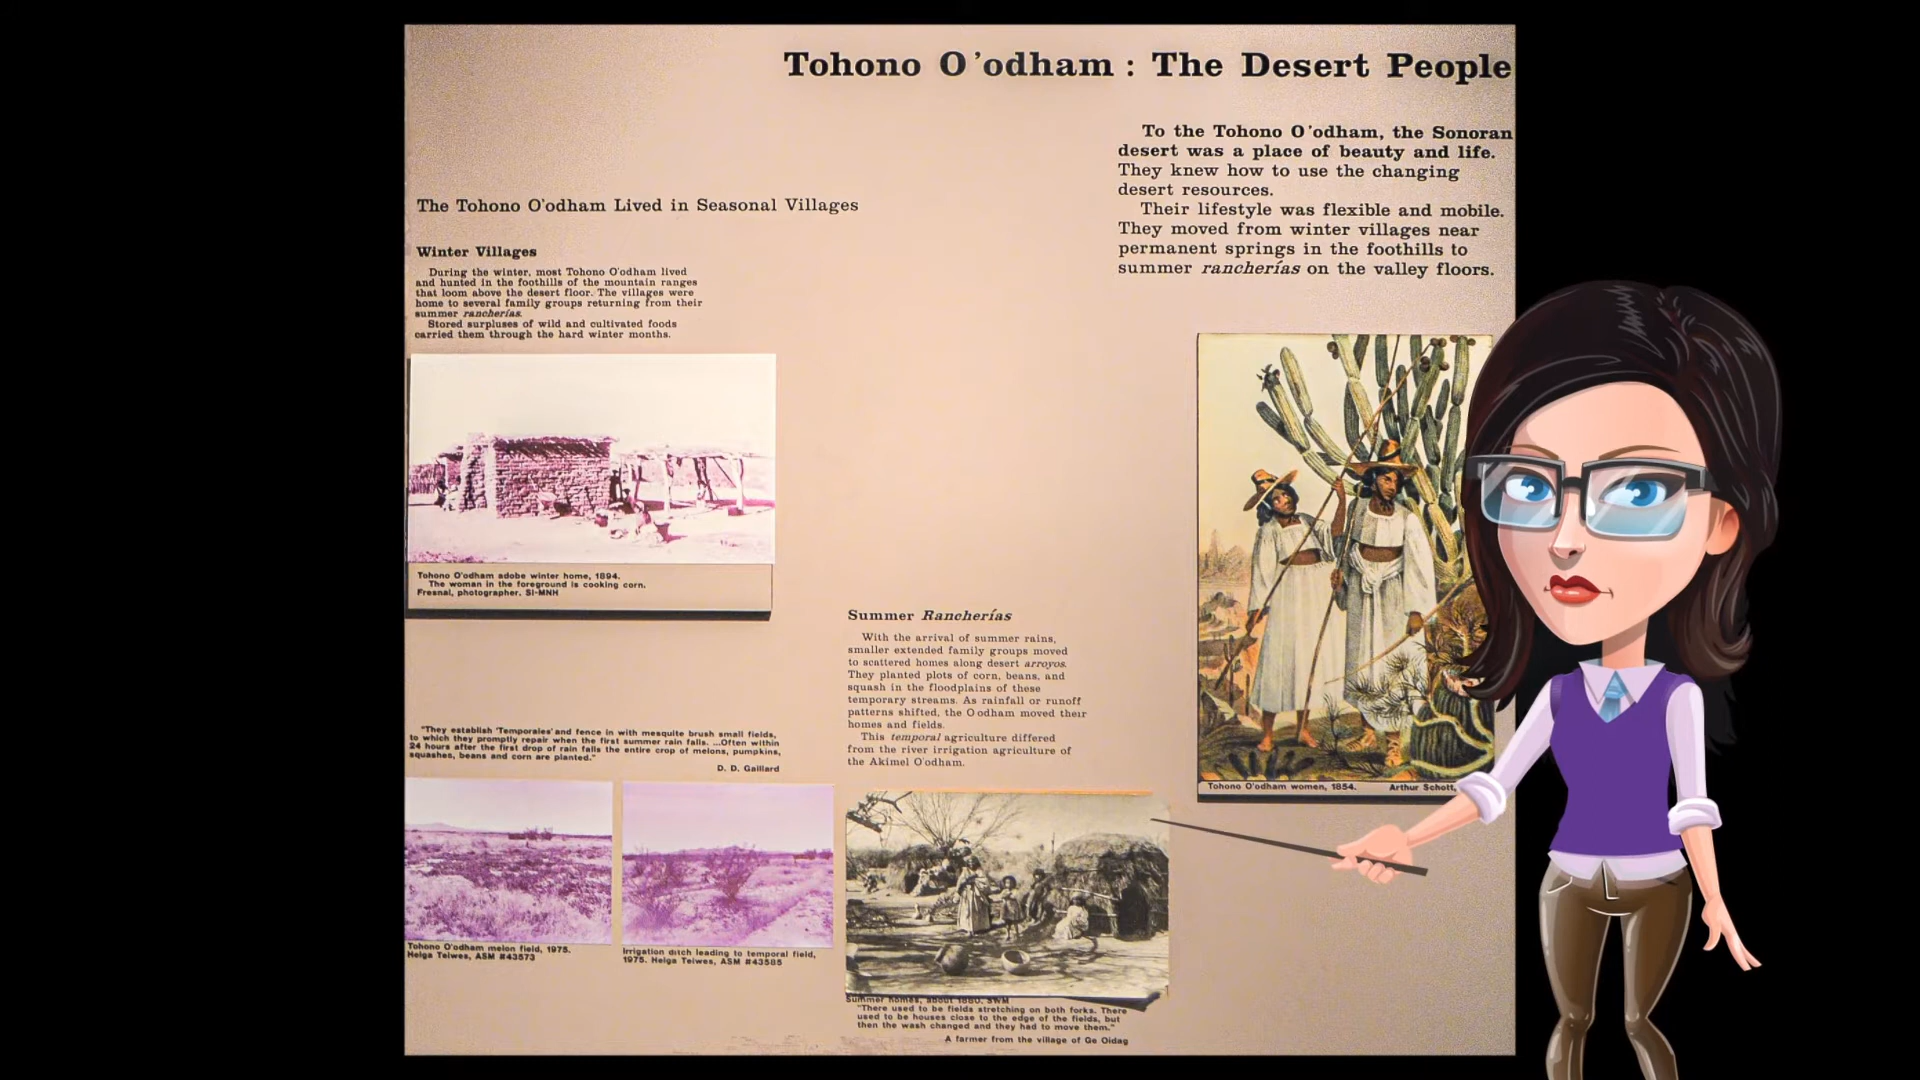 Tohono O'odham : The Desert People
To the Tohono O'odham, the Sonoran
desert was a place of beauty and life.
They knew how to use the changing
desert resources.
Their lifestyle was flexible and mobile.
They moved from winter villages near
permanent springs in the foothills to
summer rancherías on the valley floors.
The Tohono O'odham Lived in Seasonal Villages
Winter Villages
During the winter, most Tohono O'odham lived
and hunted in the foothills of the mountain ranges
that loom above the desert floor. The villages were
home to several family groups returning from their
summer rancherías.
Stored surpluses of wild and cultivated foods
carried them through the hard winter months.
Tohono O'odham adobe winter home, 1894.
The woman in the foreground is cooking corn.
Fresnal, photographer. SI-MNH
"They establish 'Temporales' and fence in with mesquite brush small fields,
to which they promptly repair when the first summer rain falls. ...Often within
24 hours after the first drop of rain falls the entire crop of melons, pumpkins,
squashes, beans and corn are planted."
D. D. Gaillard
Tohono O'odham melon field, 1975.
Helga Teiwes, ASM #43573
Irrigation ditch leading to temporal field,
1975. Helga Teiwes, ASM #43585
Summer Rancherías
With the arrival of summer rains,
smaller extended family groups moved
to scattered homes along desert arroyos.
They planted plots of corn, beans, and
squash in the floodplains of these
temporary streams. As rainfall or runoff
patterns shifted, the O'odham moved their
homes and fields.
This temporal agriculture differed
from the river irrigation agriculture of
the Akimel O'odham.
Summer homes, about 1880. SWM
"There used to be fields stretching on both forks. There
used to be houses close to the edge of the fields, but
then the wash changed and they had to move them."
A farmer from the village of Ge Oidag
Tohono O'odham women, 1854. Arthur Schott,